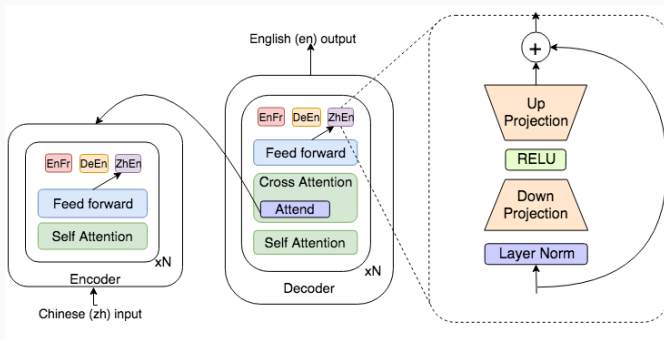 English (en) output
EnFr
DeEn
ZhEn
Feed forward
Cross Attention
Attend
Self Attention
xN
Decoder
EnFr
DeEn
ZhEn
Feed forward
Self Attention
xN
Encoder
Chinese (zh) input
+
Up
Projection
RELU
Down
Projection
Layer Norm